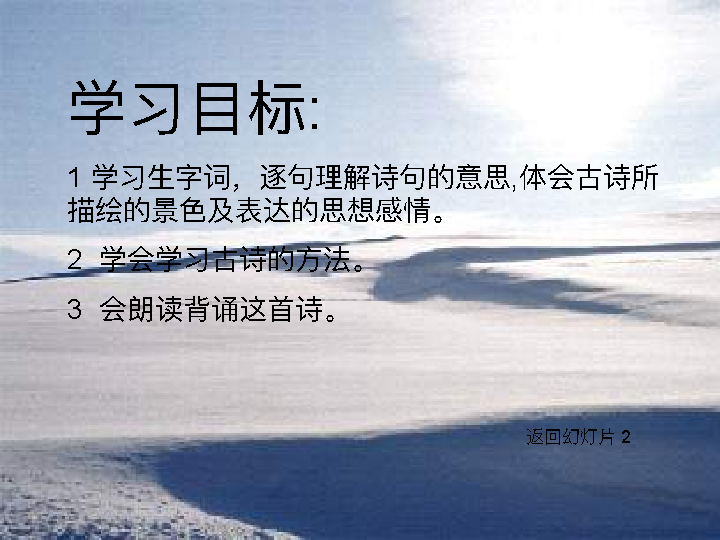 学习目标:
1 学习生字词，逐句理解诗句的意思,体会古诗所
描绘的景色及表达的思想感情。
2 学会学习古诗的方法。
3 会朗读背诵这首诗。
返回幻灯片 2